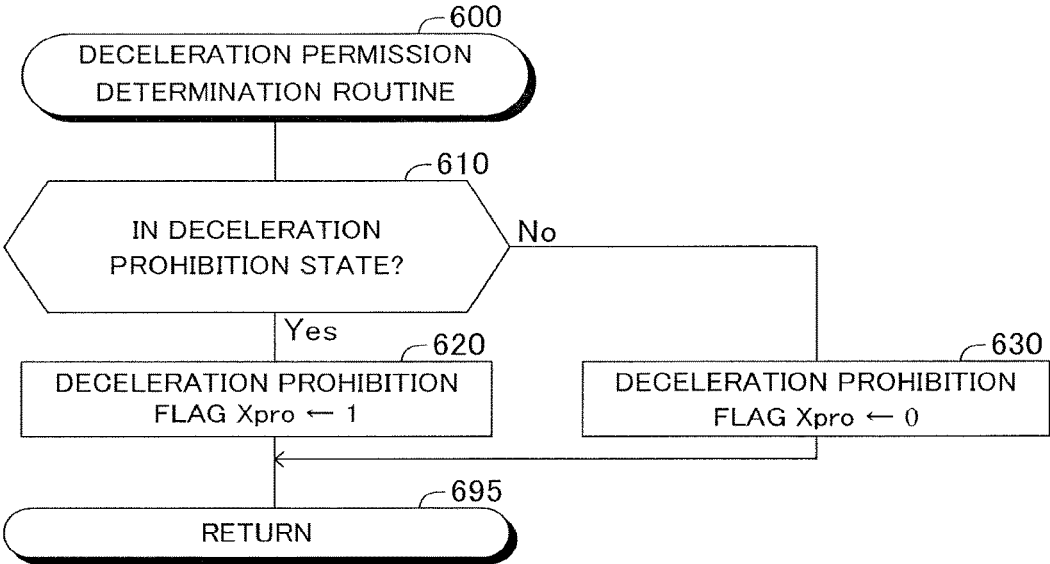 600
DECELERATION PERMISSION
DETERMINATION ROUTINE
610
IN DECELERATION
PROHIBITION STATE?
No
Yes
620
DECELERATION PROHIBITION
FLAG Xpro ← 1
630
DECELERATION PROHIBITION
FLAG Xpro ← 0
695
RETURN